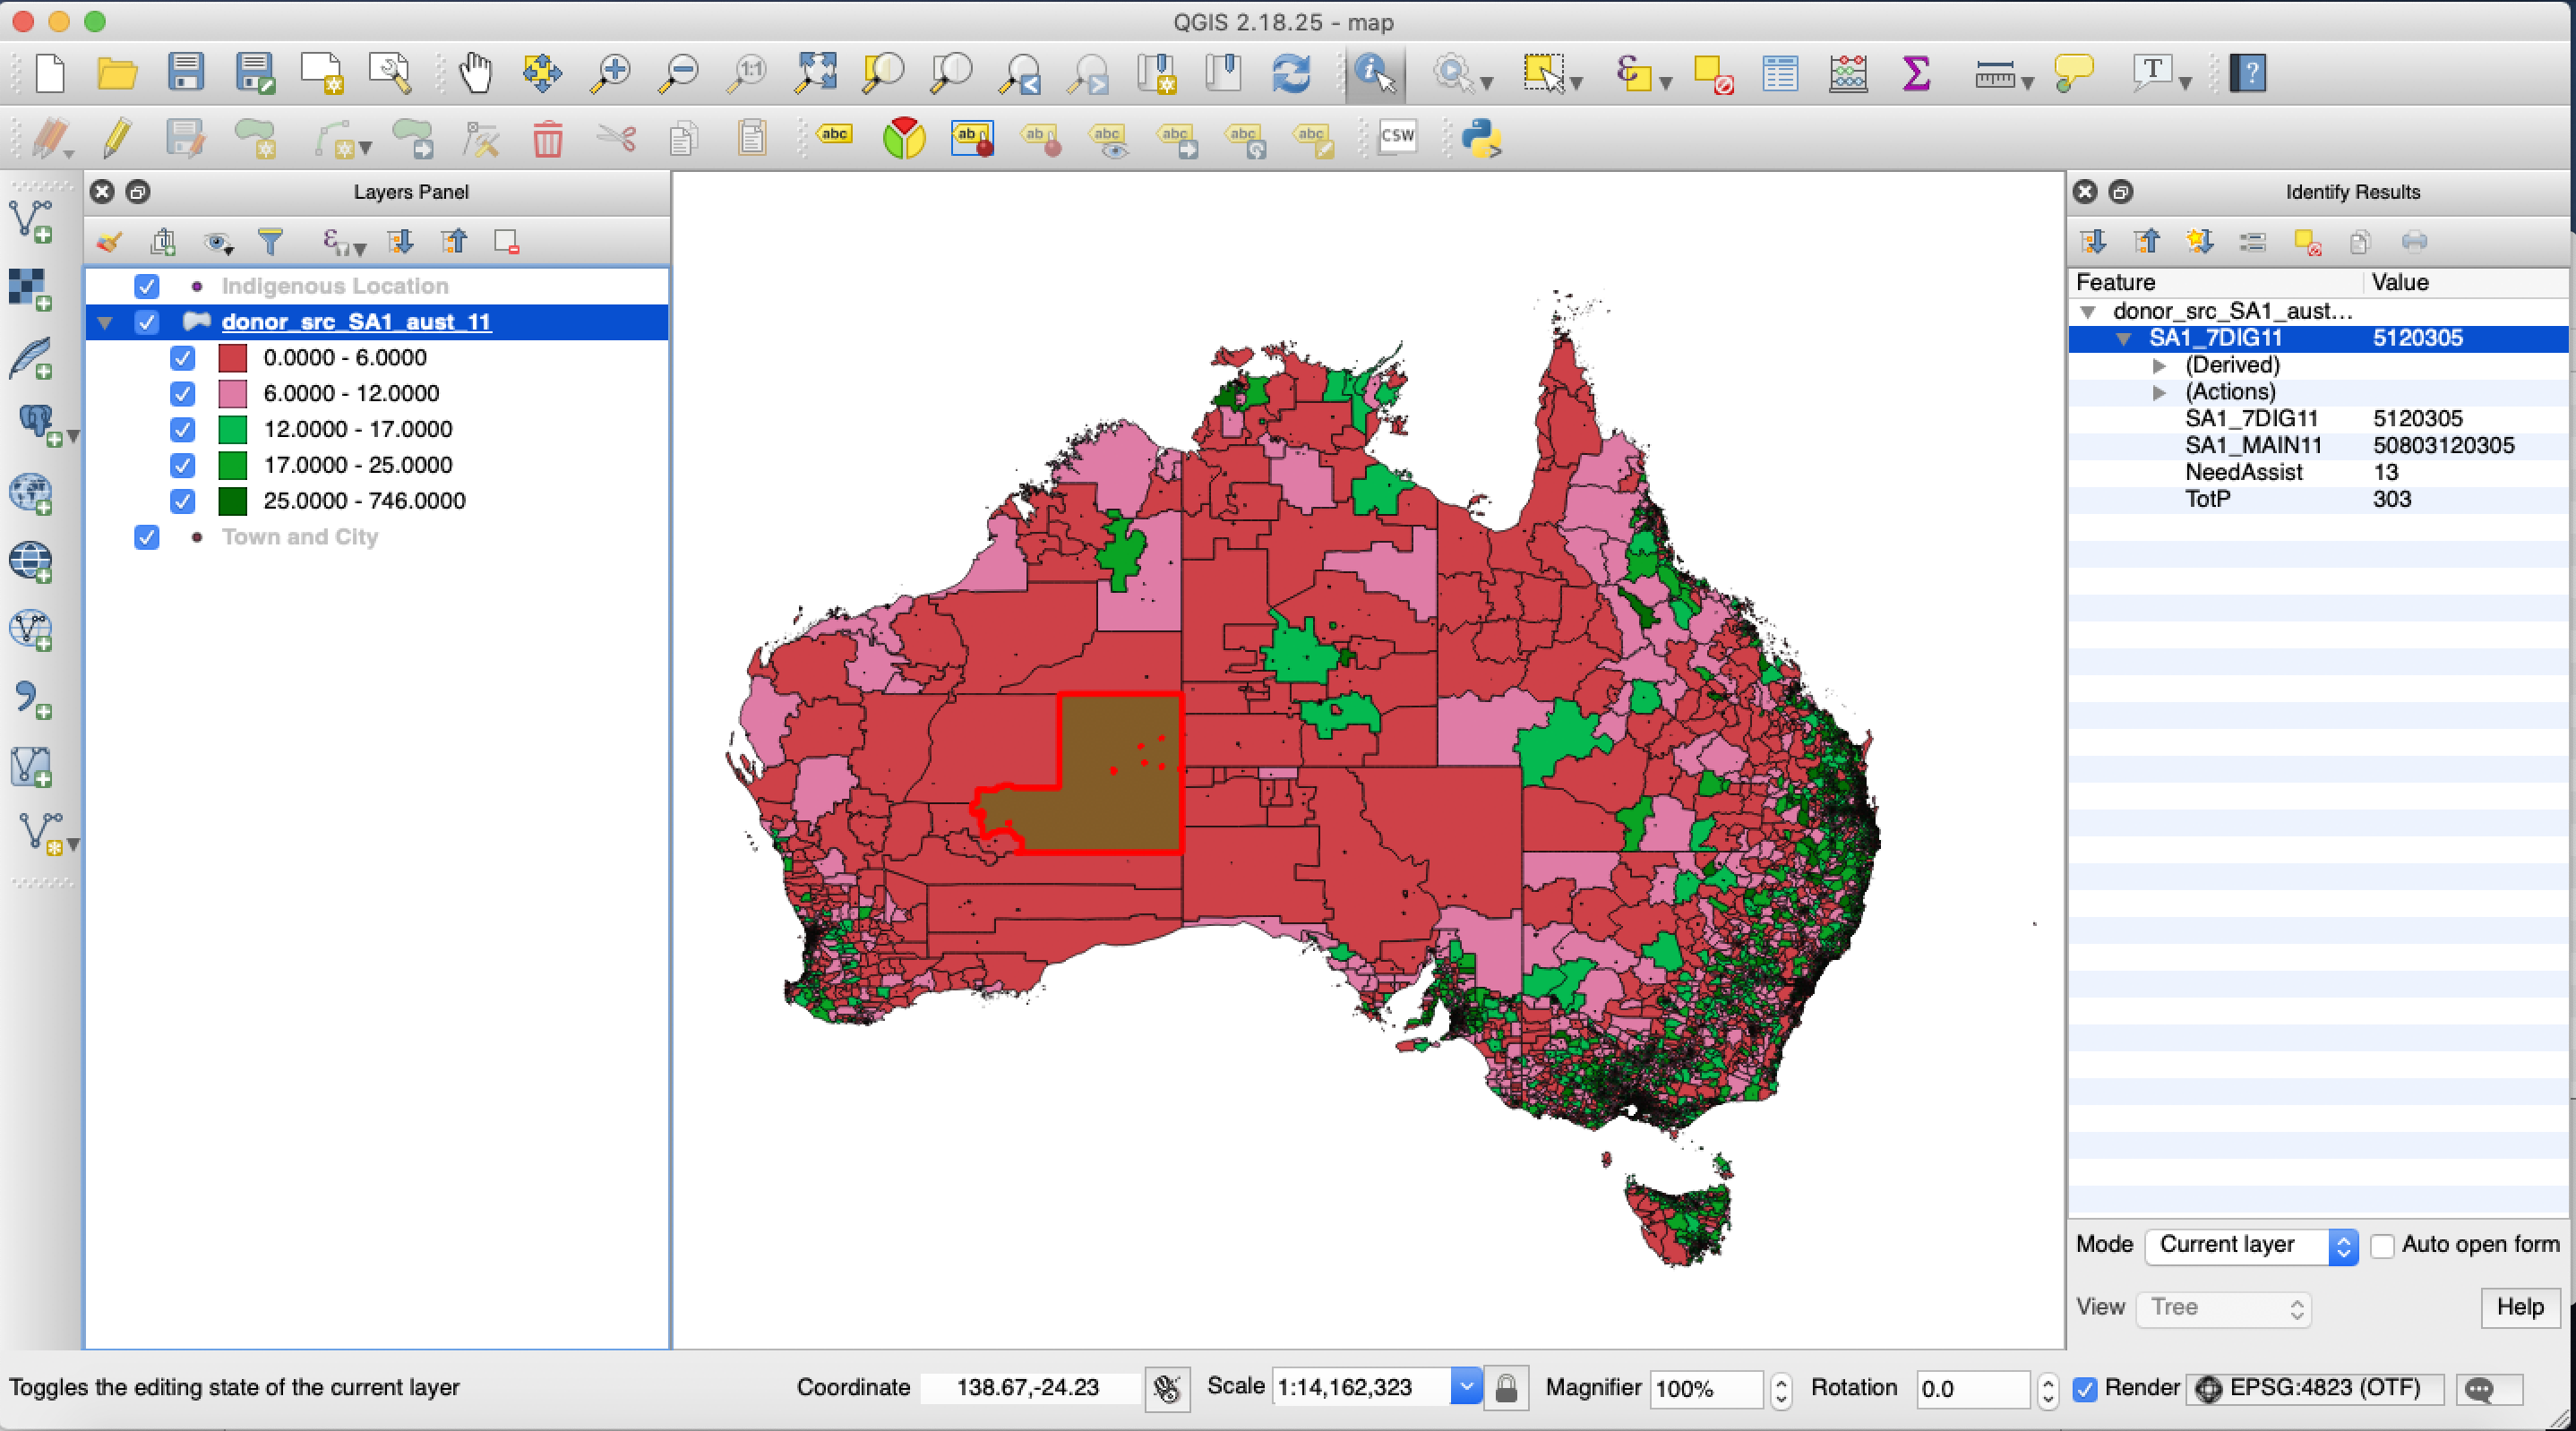 QGIS 2.18.25 - map
1:1
T
?
abc
ab
ab
abc
abc
abc
abc
CSW
Layers Panel
Indigenous Location
donor_src_SA1_aust_11
0.0000 - 6.0000
6.0000 - 12.0000
12.0000 - 17.0000
17.0000 - 25.0000
25.0000 - 746.0000
Town and City
Identify Results
Feature Value
donor_src_SA1_aust...
SA1_7DIG11 5120305
(Derived)
(Actions)
SA1_7DIG11 5120305
SA1_MAIN11 50803120305
NeedAssist 13
TotP 303
Mode Current layer Auto open form
View Tree Help
Toggles the editing state of the current layer Coordinate 138.67,-24.23 Scale 1:14,162,323 Magnifier 100% Rotation 0.0 Render EPSG:4823 (OTF)